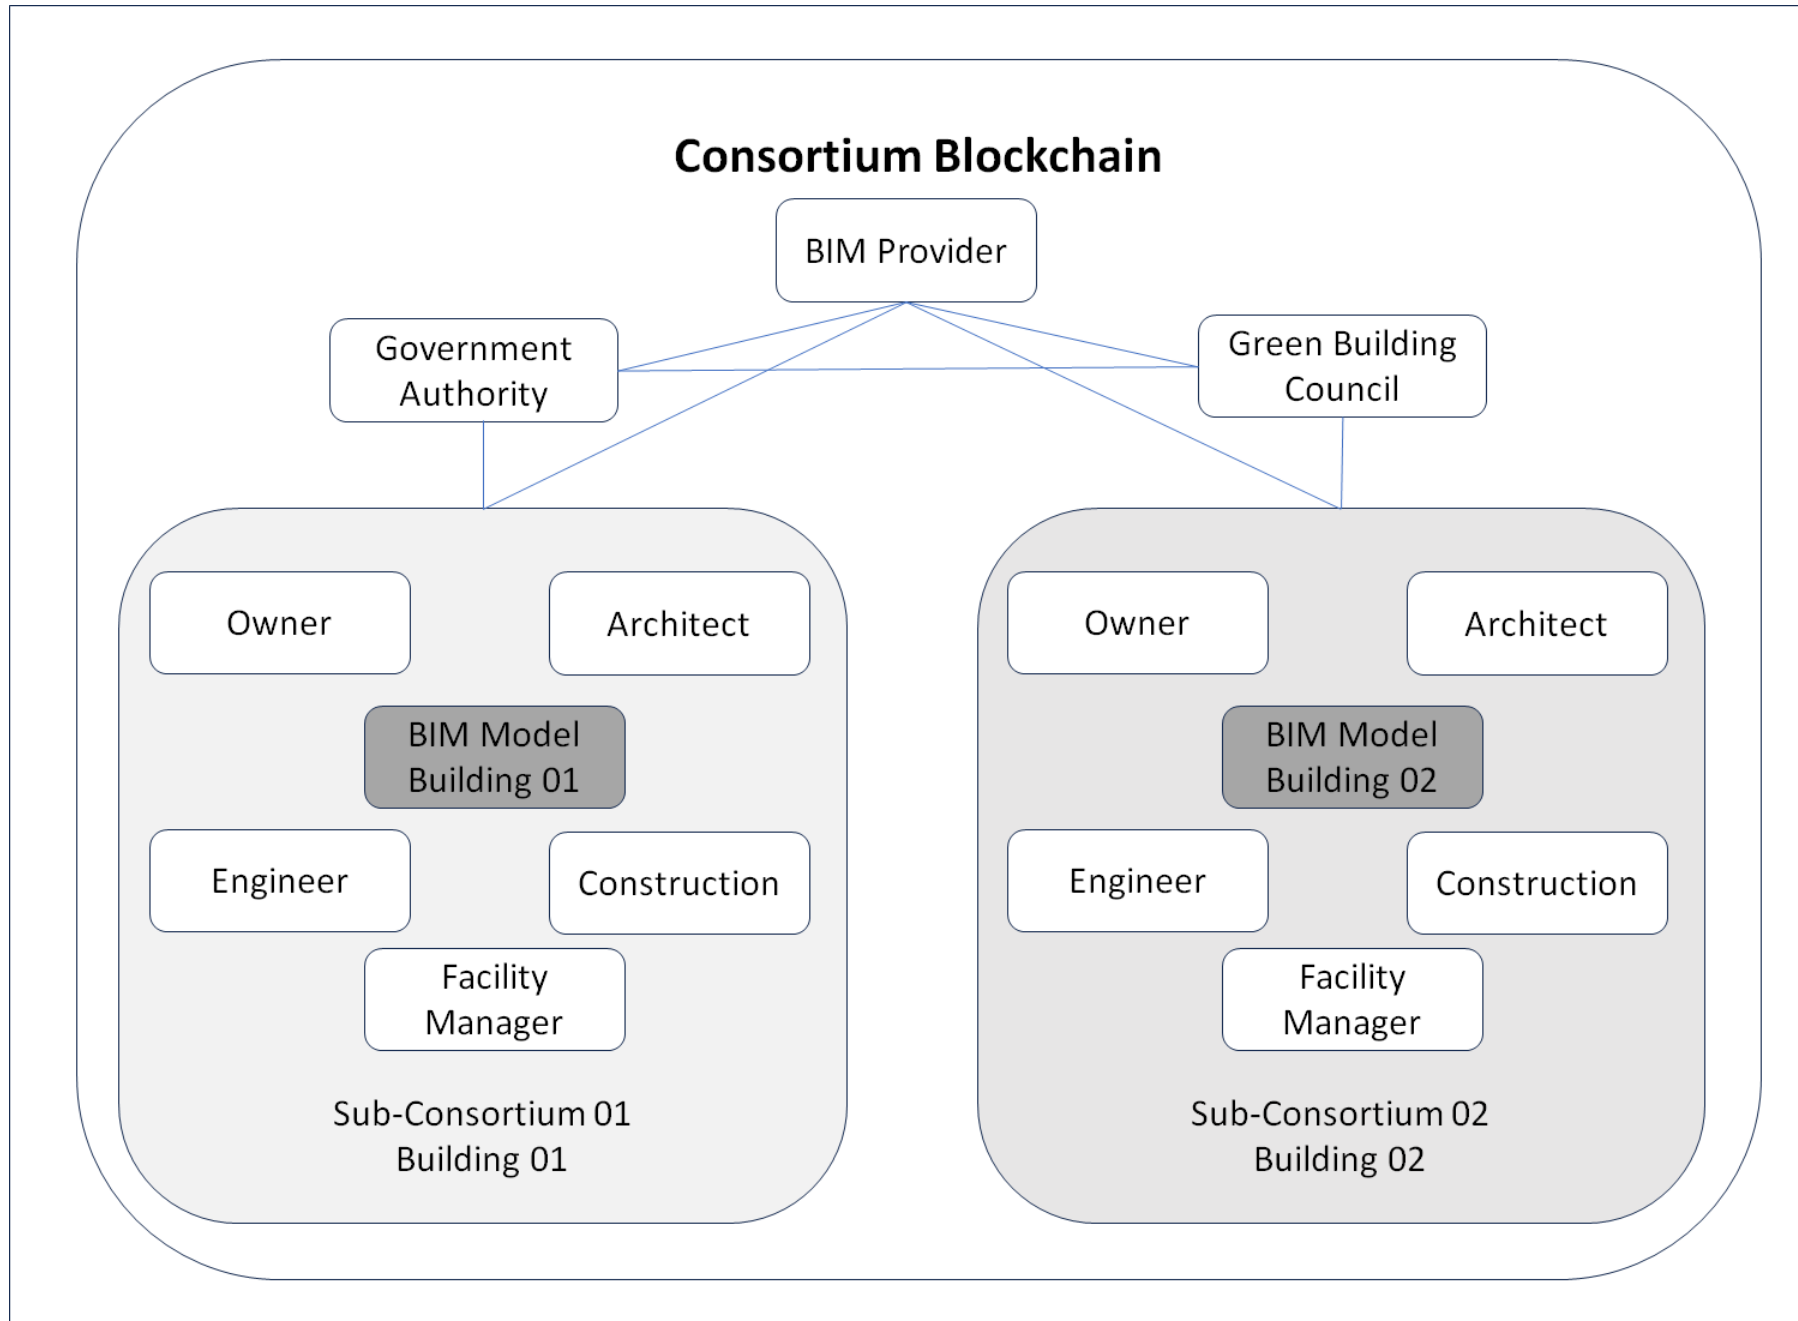 Consortium Blockchain
BIM Provider
Government
Authority
Green Building
Council
Owner
Architect
BIM Model
Building 01
Engineer
Construction
Facility
Manager
Sub-Consortium 01
Building 01
Owner
Architect
BIM Model
Building 02
Engineer
Construction
Facility
Manager
Sub-Consortium 02
Building 02